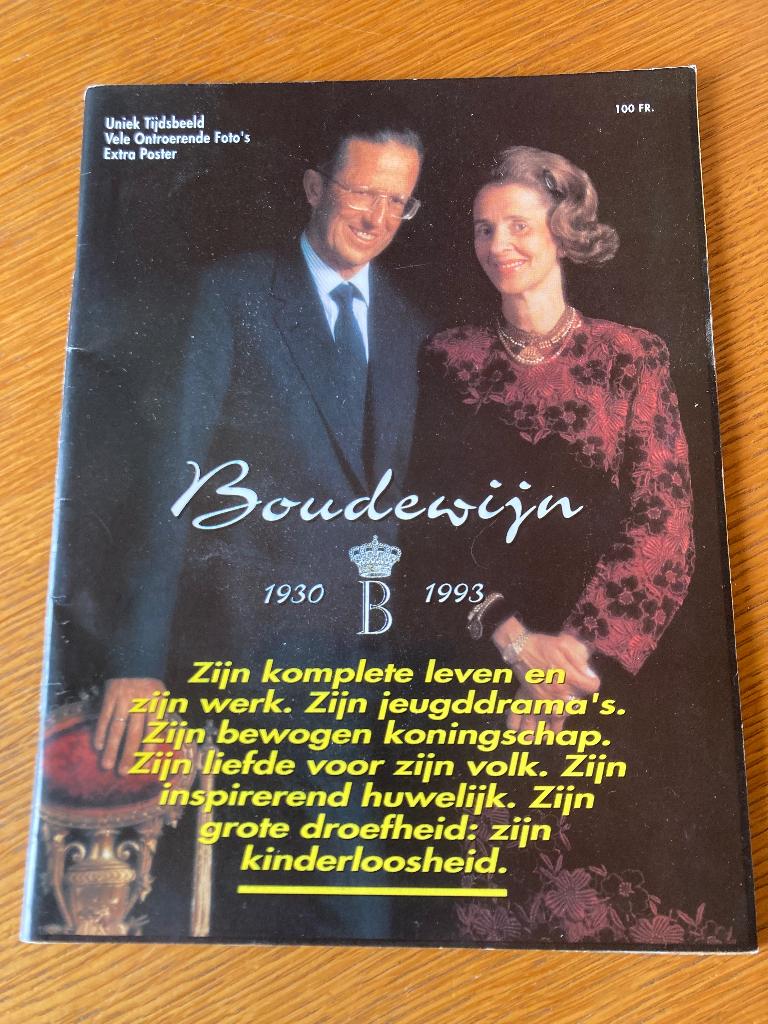 Uniek Tijdsbeeld
Vele Ontroerende Foto's
Extra Poster
100 FR.
Boudewijn
1930 B 1993
Zijn komplete leven en
zijn werk. Zijn jeugddrama's.
Zijn bewogen koningschap.
Zijn liefde voor zijn volk. Zijn
inspirerend huwelijk. Zijn
grote droefheid: zijn
kinderloosheid.